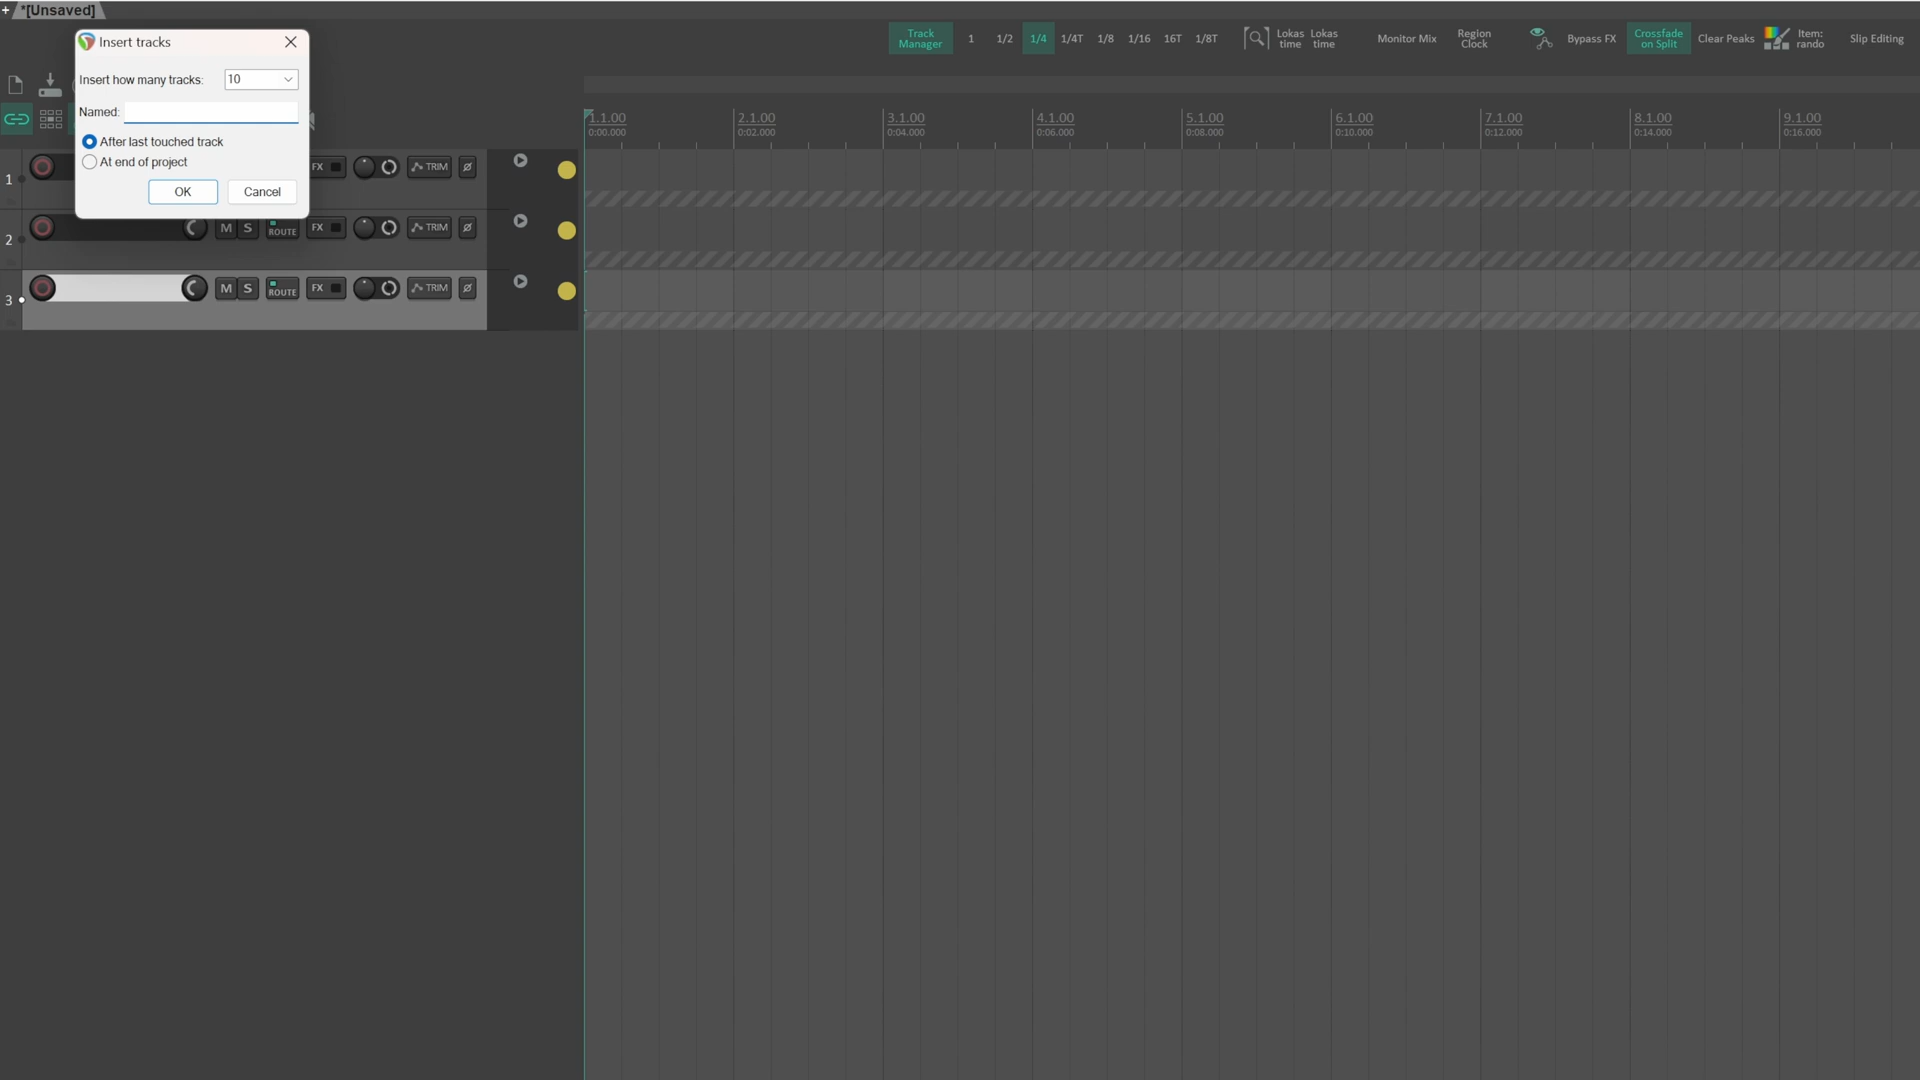 + *[Unsaved]
Insert tracks
Insert how many tracks: 10
Named:
After last touched track
At end of project
OK Cancel
Track Manager
1 1/2 1/4 1/4T 1/8 1/16 16T 1/8T
Lokas time
Lokas time
Monitor Mix
Region Clock
Bypass FX
Crossfade on Split
Clear Peaks
Item: rando
Slip Editing
1.1.00 2.1.00 3.1.00 4.1.00 5.1.00 6.1.00 7.1.00 8.1.00 9.1.00
0:00.000 0:02.000 0:04.000 0:06.000 0:08.000 0:10.000 0:12.000 0:14.000 0:16.000
1 FX TRIM Ø
2 M S ROUTE FX TRIM Ø
3 M S ROUTE FX TRIM Ø